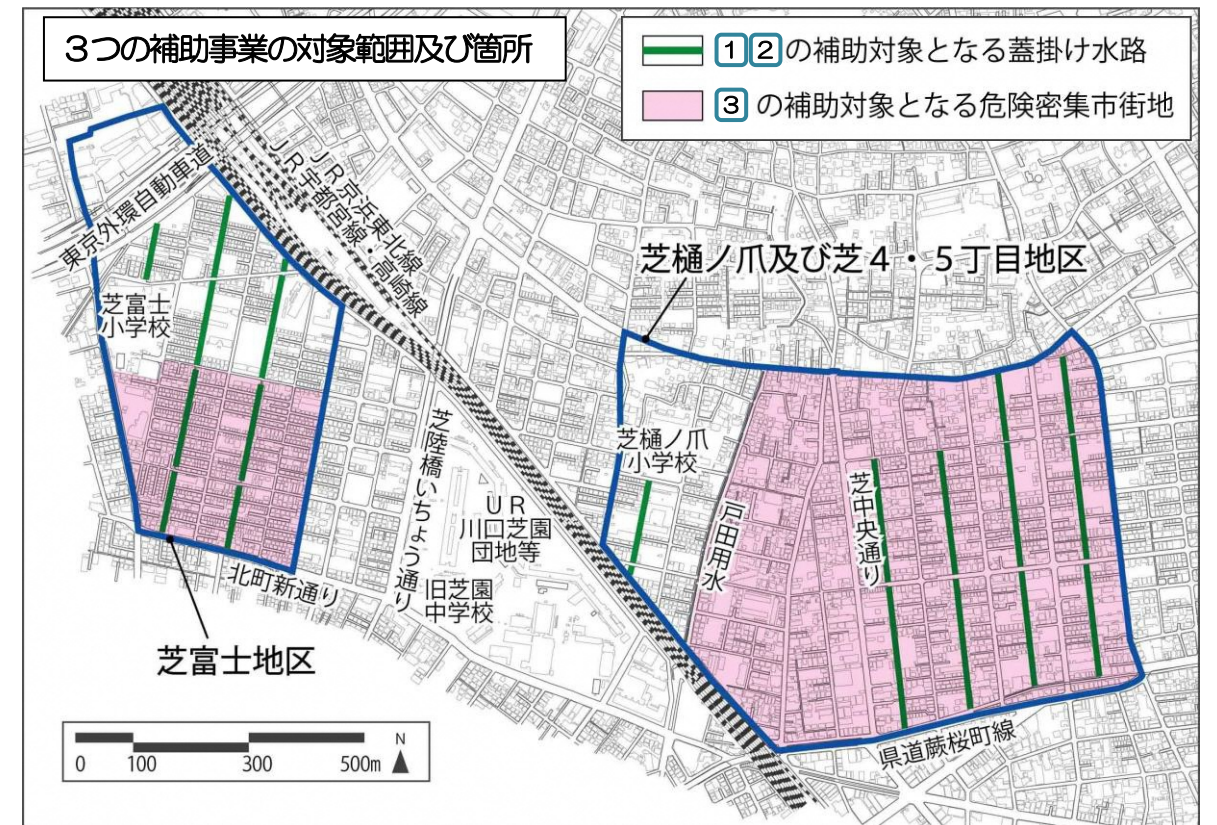 3つの補助事業の対象範囲及び箇所
1 2 の補助対象となる蓋掛け水路
3 の補助対象となる危険密集市街地
東京外環自動車道
JR京浜東北線
JR宇都宮線・高崎線
芝富士
小学校
芝樋ノ爪及び芝4・5丁目地区
芝陸橋いちょう通り
芝樋ノ爪
小学校
UR
川口芝園
団地等
旧芝園
中学校
戸田用水
芝中央通り
北町新通り
芝富士地区
県道蕨桜町線
0 100 300 500m
N